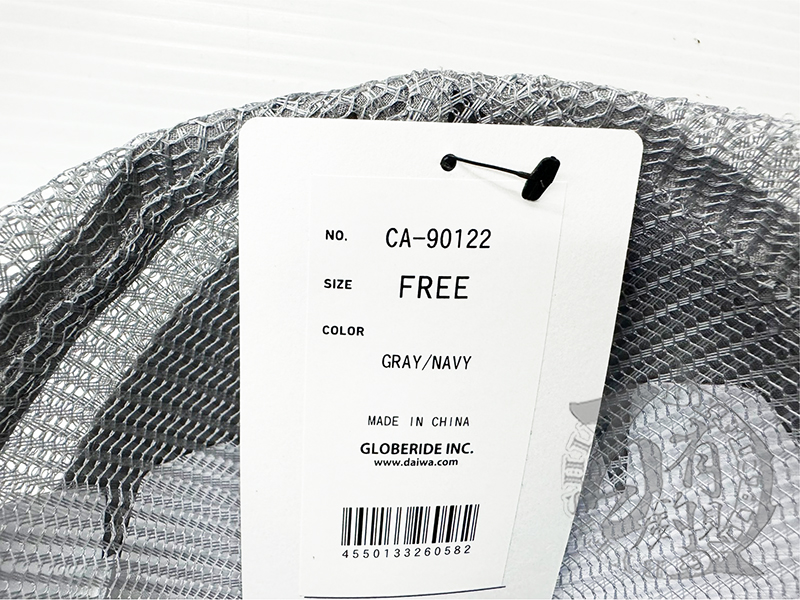 NO. CA-90122
SIZE FREE
COLOR
GRAY/NAVY
MADE IN CHINA
GLOBERIDE INC.
www.daiwa.com
4550133260582